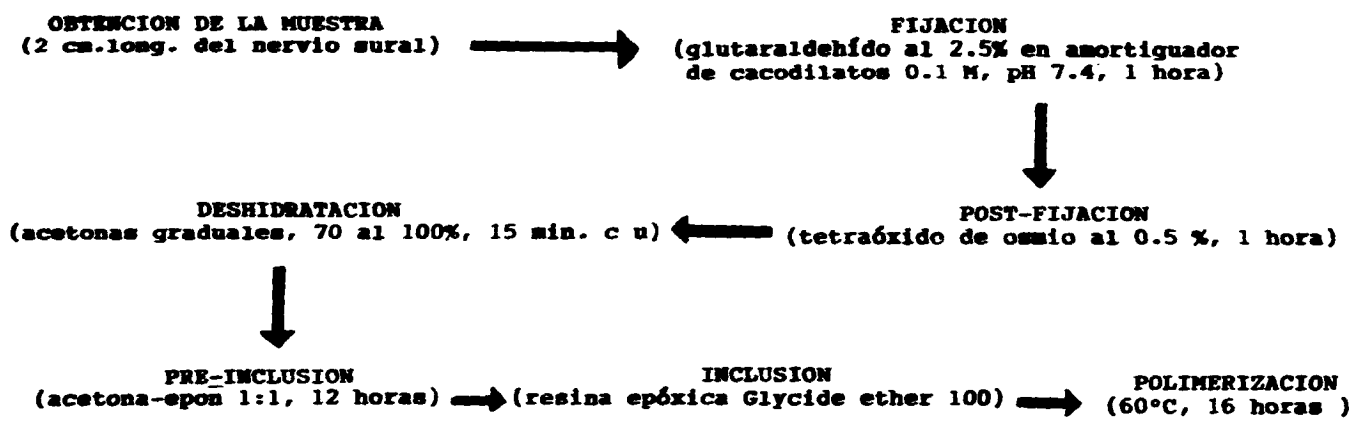 OBTENCION DE LA MUESTRA
(2 cm.long. del nervio sural)
FIJACION
(glutaraldehído al 2.5% en amortiguador
de cacodilatos 0.1 M, pH 7.4, 1 hora)
POST-FIJACION
(tetraóxido de osmio al 0.5 %, 1 hora)
DESHIDRATACION
(acetonas graduales, 70 al 100%, 15 min. c u)
PRE-INCLUSION
(acetona-epon 1:1, 12 horas)
INCLUSION
(resina epóxica Glycide ether 100)
POLIMERIZACION
(60°C, 16 horas )